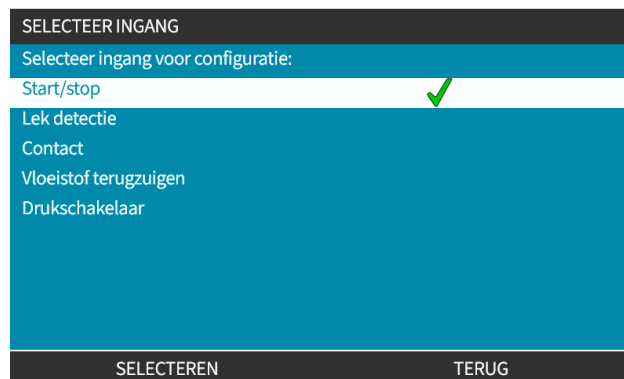 SELECTEER INGANG
Selecteer ingang voor configuratie:
Start/stop
Lek detectie
Contact
Vloeistof terugzuigen
Drukschakelaar
SELECTEREN TERUG